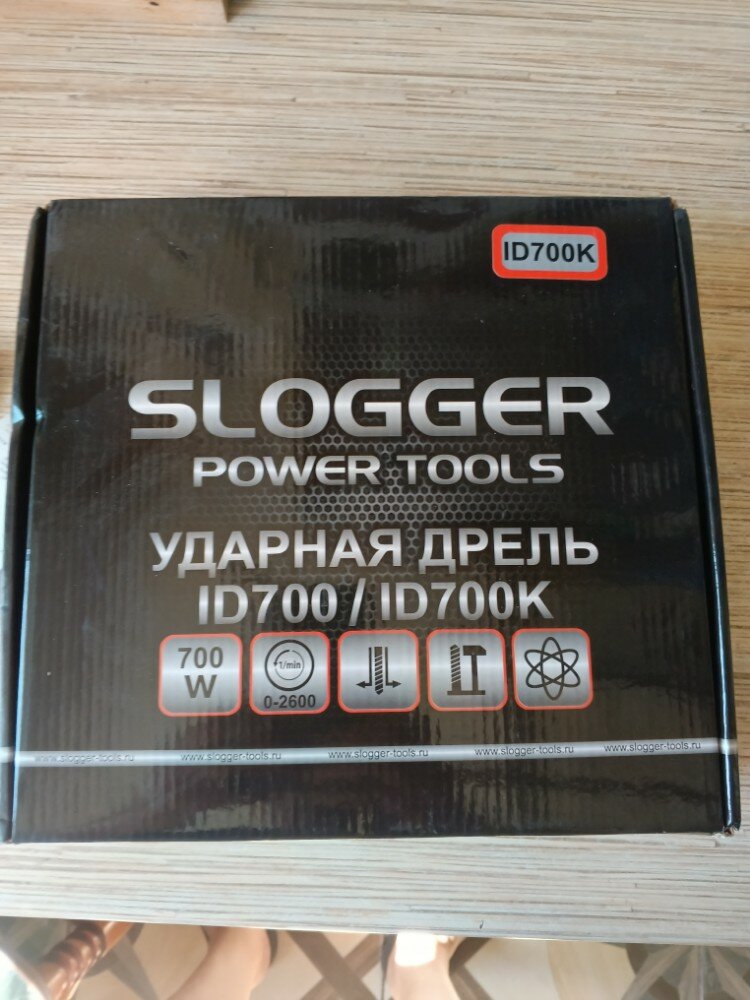 ID700K
SLOGGER
POWER TOOLS
УДАРНАЯ ДРЕЛЬ
ID700 / ID700K
700
W
1/min
0-2600
www.slogger-tools.ru www.slogger-tools.ru www.slogger-tools.ru www.slogger-tools.ru www.slogger-tools.ru